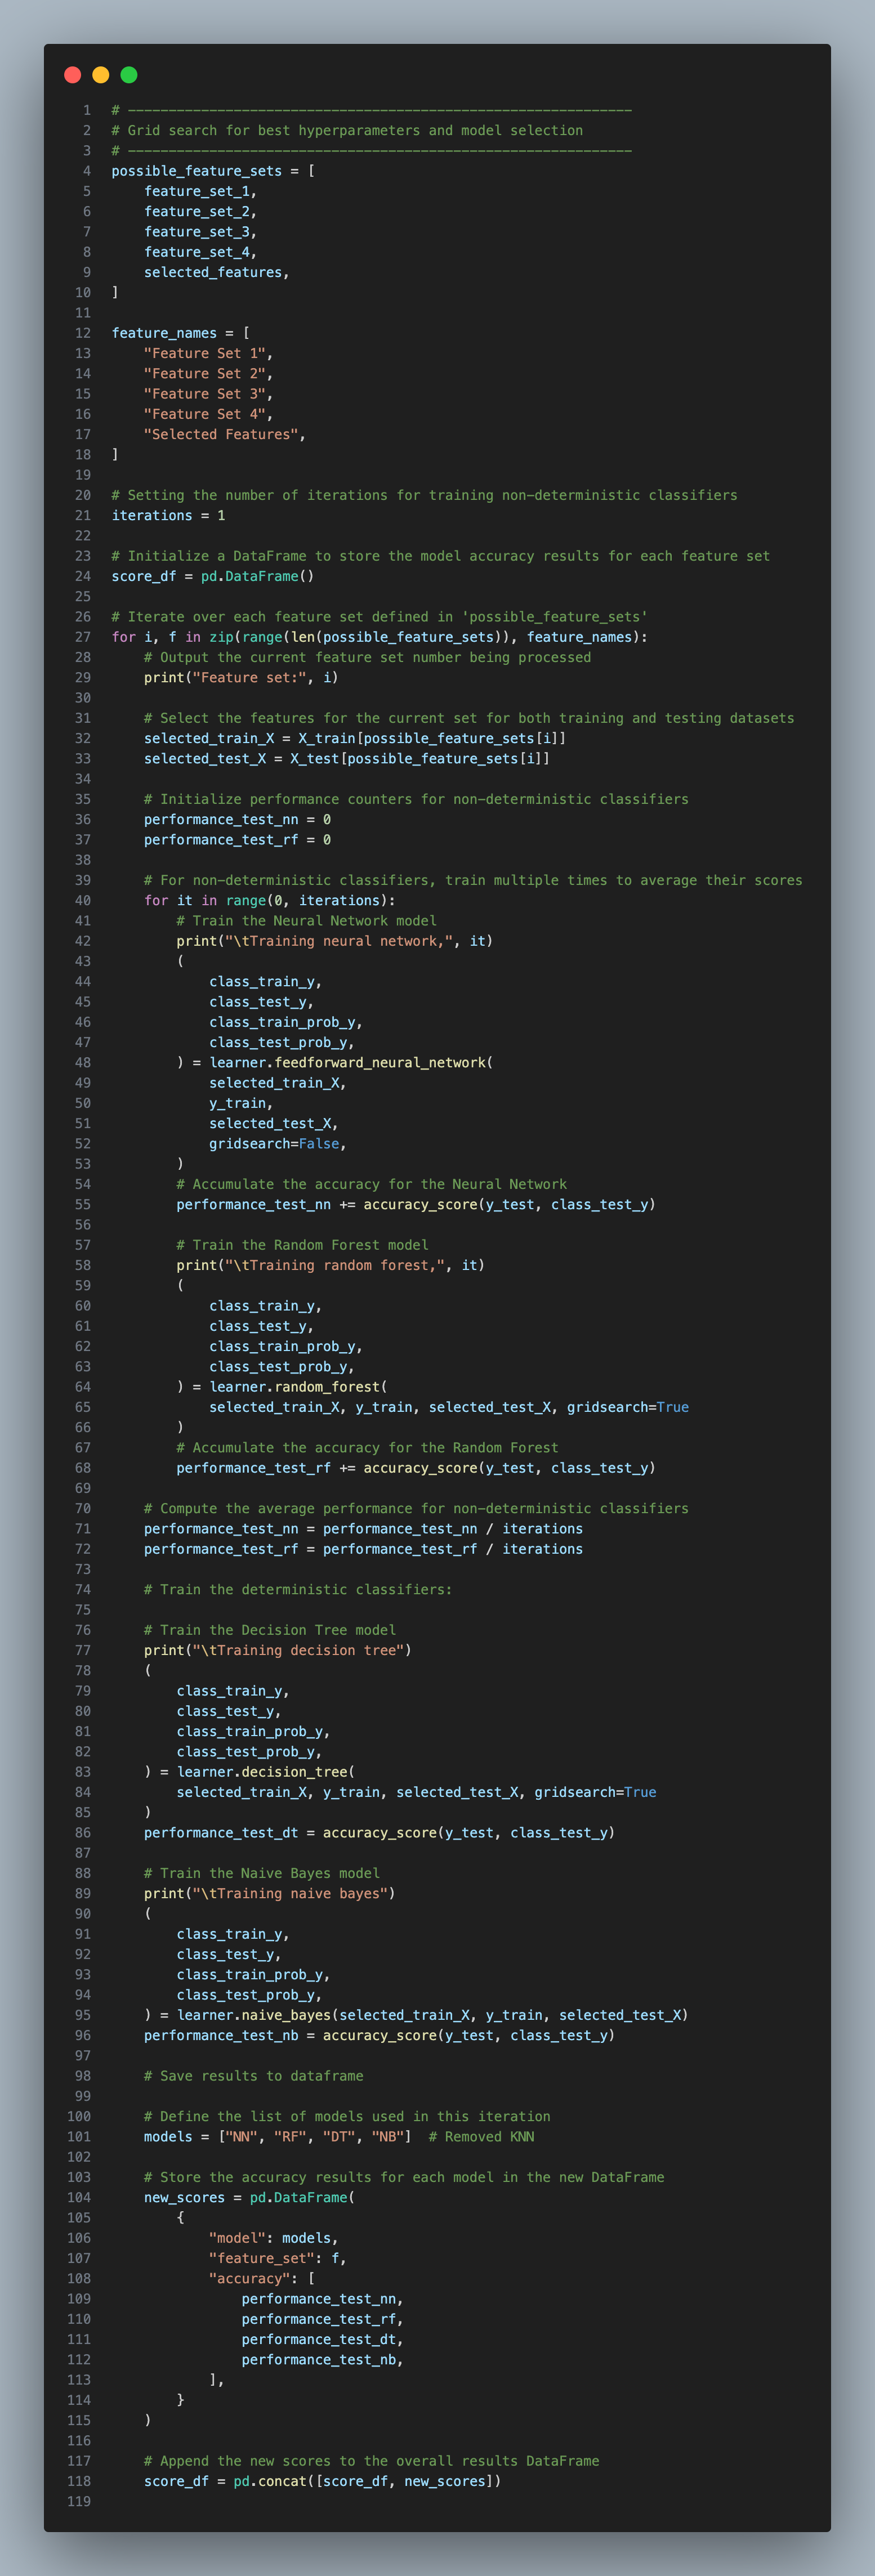 1 # --------------------------------------------------------------
2 # Grid search for best hyperparameters and model selection
3 # --------------------------------------------------------------
4 possible_feature_sets = [
5     feature_set_1,
6     feature_set_2,
7     feature_set_3,
8     feature_set_4,
9     selected_features,
10 ]
11
12 feature_names = [
13     "Feature Set 1",
14     "Feature Set 2",
15     "Feature Set 3",
16     "Feature Set 4",
17     "Selected Features",
18 ]
19
20 # Setting the number of iterations for training non-deterministic classifiers
21 iterations = 1
22
23 # Initialize a DataFrame to store the model accuracy results for each feature set
24 score_df = pd.DataFrame()
25
26 # Iterate over each feature set defined in 'possible_feature_sets'
27 for i, f in zip(range(len(possible_feature_sets)), feature_names):
28     # Output the current feature set number being processed
29     print("Feature set:", i)
30
31     # Select the features for the current set for both training and testing datasets
32     selected_train_X = X_train[possible_feature_sets[i]]
33     selected_test_X = X_test[possible_feature_sets[i]]
34
35     # Initialize performance counters for non-deterministic classifiers
36     performance_test_nn = 0
37     performance_test_rf = 0
38
39     # For non-deterministic classifiers, train multiple times to average their scores
40     for it in range(0, iterations):
41         # Train the Neural Network model
42         print("\tTraining neural network,", it)
43         (
44             class_train_y,
45             class_test_y,
46             class_train_prob_y,
47             class_test_prob_y,
48         ) = learner.feedforward_neural_network(
49             selected_train_X,
50             y_train,
51             selected_test_X,
52             gridsearch=False,
53         )
54         # Accumulate the accuracy for the Neural Network
55         performance_test_nn += accuracy_score(y_test, class_test_y)
56
57         # Train the Random Forest model
58         print("\tTraining random forest,", it)
59         (
60             class_train_y,
61             class_test_y,
62             class_train_prob_y,
63             class_test_prob_y,
64         ) = learner.random_forest(
65             selected_train_X, y_train, selected_test_X, gridsearch=True
66         )
67         # Accumulate the accuracy for the Random Forest
68         performance_test_rf += accuracy_score(y_test, class_test_y)
69
70     # Compute the average performance for non-deterministic classifiers
71     performance_test_nn = performance_test_nn / iterations
72     performance_test_rf = performance_test_rf / iterations
73
74     # Train the deterministic classifiers:
75
76     # Train the Decision Tree model
77     print("\tTraining decision tree")
78     (
79         class_train_y,
80         class_test_y,
81         class_train_prob_y,
82         class_test_prob_y,
83     ) = learner.decision_tree(
84         selected_train_X, y_train, selected_test_X, gridsearch=True
85     )
86     performance_test_dt = accuracy_score(y_test, class_test_y)
87
88     # Train the Naive Bayes model
89     print("\tTraining naive bayes")
90     (
91         class_train_y,
92         class_test_y,
93         class_train_prob_y,
94         class_test_prob_y,
95     ) = learner.naive_bayes(selected_train_X, y_train, selected_test_X)
96     performance_test_nb = accuracy_score(y_test, class_test_y)
97
98     # Save results to dataframe
99
100     # Define the list of models used in this iteration
101     models = ["NN", "RF", "DT", "NB"]  # Removed KNN
102
103     # Store the accuracy results for each model in the new DataFrame
104     new_scores = pd.DataFrame(
105         {
106             "model": models,
107             "feature_set": f,
108             "accuracy": [
109                 performance_test_nn,
110                 performance_test_rf,
111                 performance_test_dt,
112                 performance_test_nb,
113             ],
114         }
115     )
116
117     # Append the new scores to the overall results DataFrame
118     score_df = pd.concat([score_df, new_scores])
119